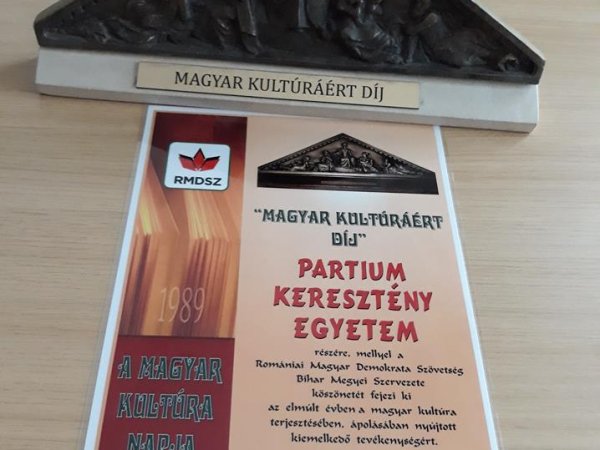 MAGYAR KULTÚRÁÉRT DÍJ
RMDSZ
1989
A MAGYAR
KULTÚRA
NAPJA
"MAGYAR KULTÚRÁÉRT
DÍJ"
PARTIUM
KERESZTÉNY
EGYETEM
részére, mellyel a
Romániai Magyar Demokrata Szövetség
Bihar Megyei Szervezete
köszönetét fejezi ki
az elmúlt évben a magyar kultúra
terjesztésében, ápolásában nyújtott
kiemelkedő tevékenységért.